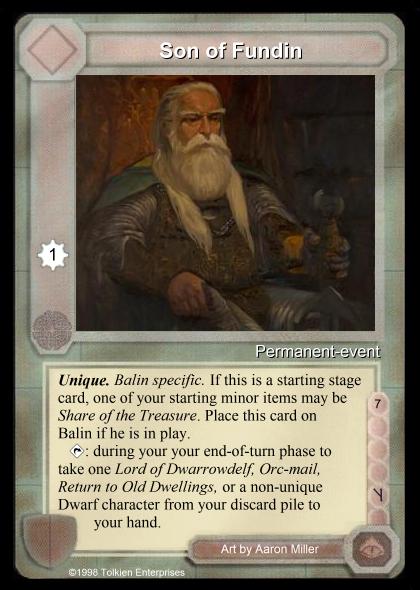 Son of Fundin
1
Permanent-event
Unique. Balin specific. If this is a starting stage
card, one of your starting minor items may be
Share of the Treasure. Place this card on
Balin if he is in play.
: during your your end-of-turn phase to
take one Lord of Dwarrowdelf, Orc-mail,
Return to Old Dwellings, or a non-unique
Dwarf character from your discard pile to
your hand.
7
Art by Aaron Miller
©1998 Tolkien Enterprises